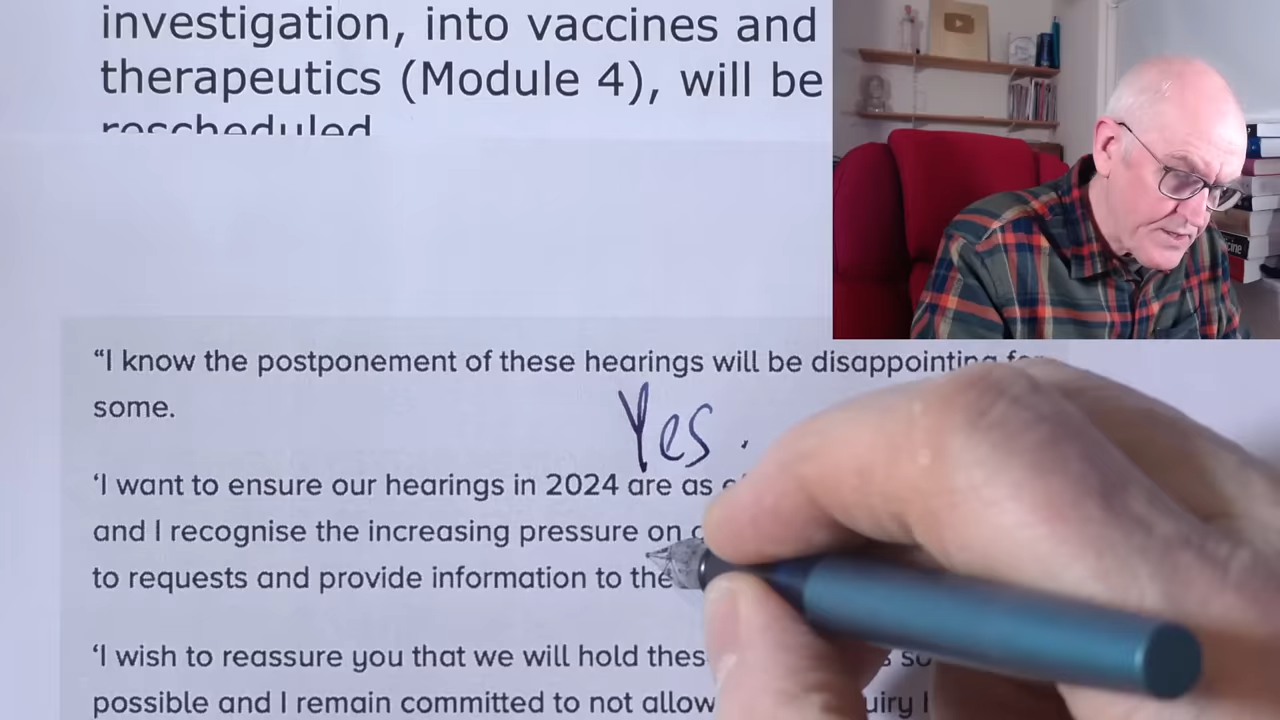 investigation, into vaccines and
therapeutics (Module 4), will be
rescheduled
“I know the postponement of these hearings will be disappointing for
some.
Yes.
‘I want to ensure our hearings in 2024 are as
and I recognise the increasing pressure on
to requests and provide information to the
‘I wish to reassure you that we will hold
possible and I remain committed to not